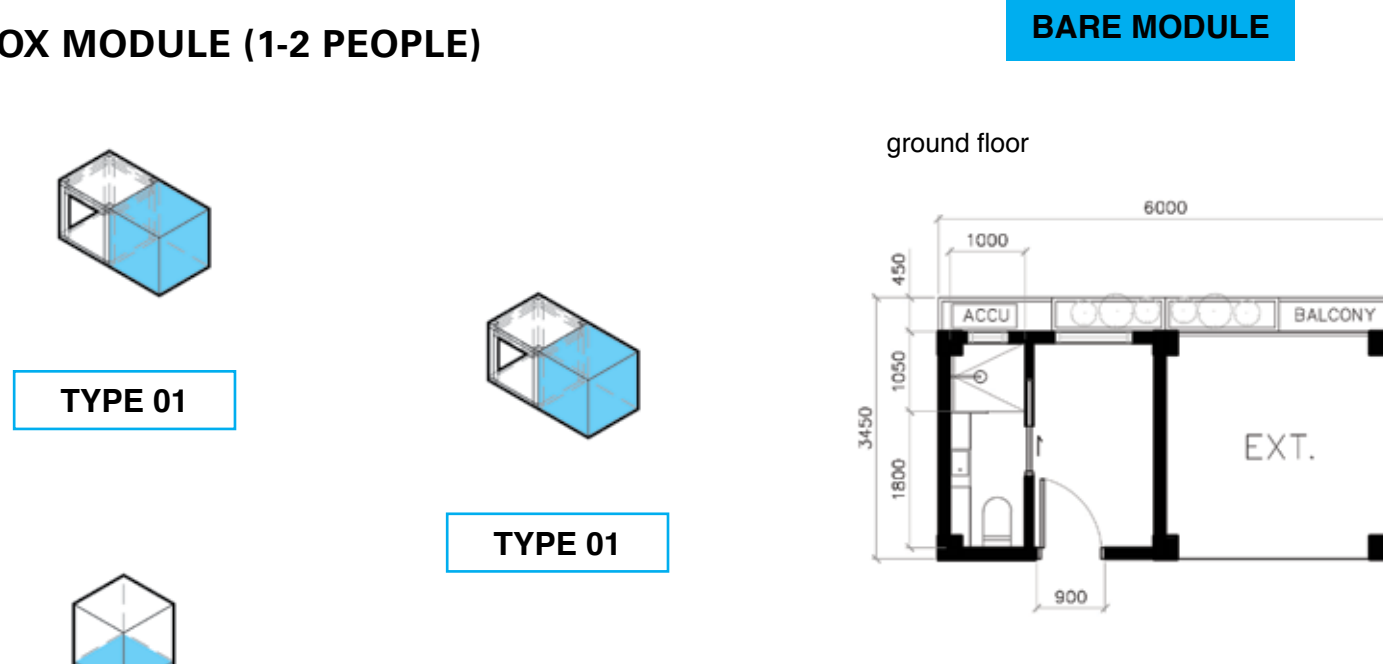 OX MODULE (1-2 PEOPLE)
BARE MODULE
TYPE 01
TYPE 01
ground floor
6000
1000
450
ACCU
BALCONY
1050
3450
EXT.
1800
900